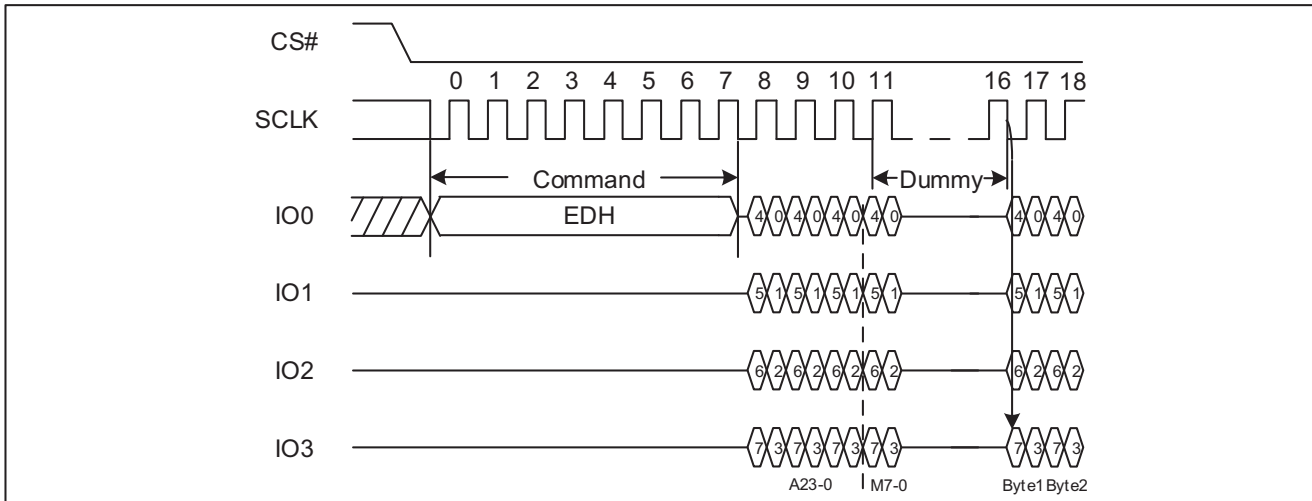 CS#
0 1 2 3 4 5 6 7 8 9 10 11 16 17 18
SCLK
Command Dummy
IO0 EDH 4 0 4 0 4 0 4 0 4 0 4 0
IO1 5 1 5 1 5 1 5 1 5 1 5 1
IO2 6 2 6 2 6 2 6 2 6 2 6 2
IO3 7 3 7 3 7 3 7 3 7 3 7 3
A23-0 M7-0 Byte1 Byte2